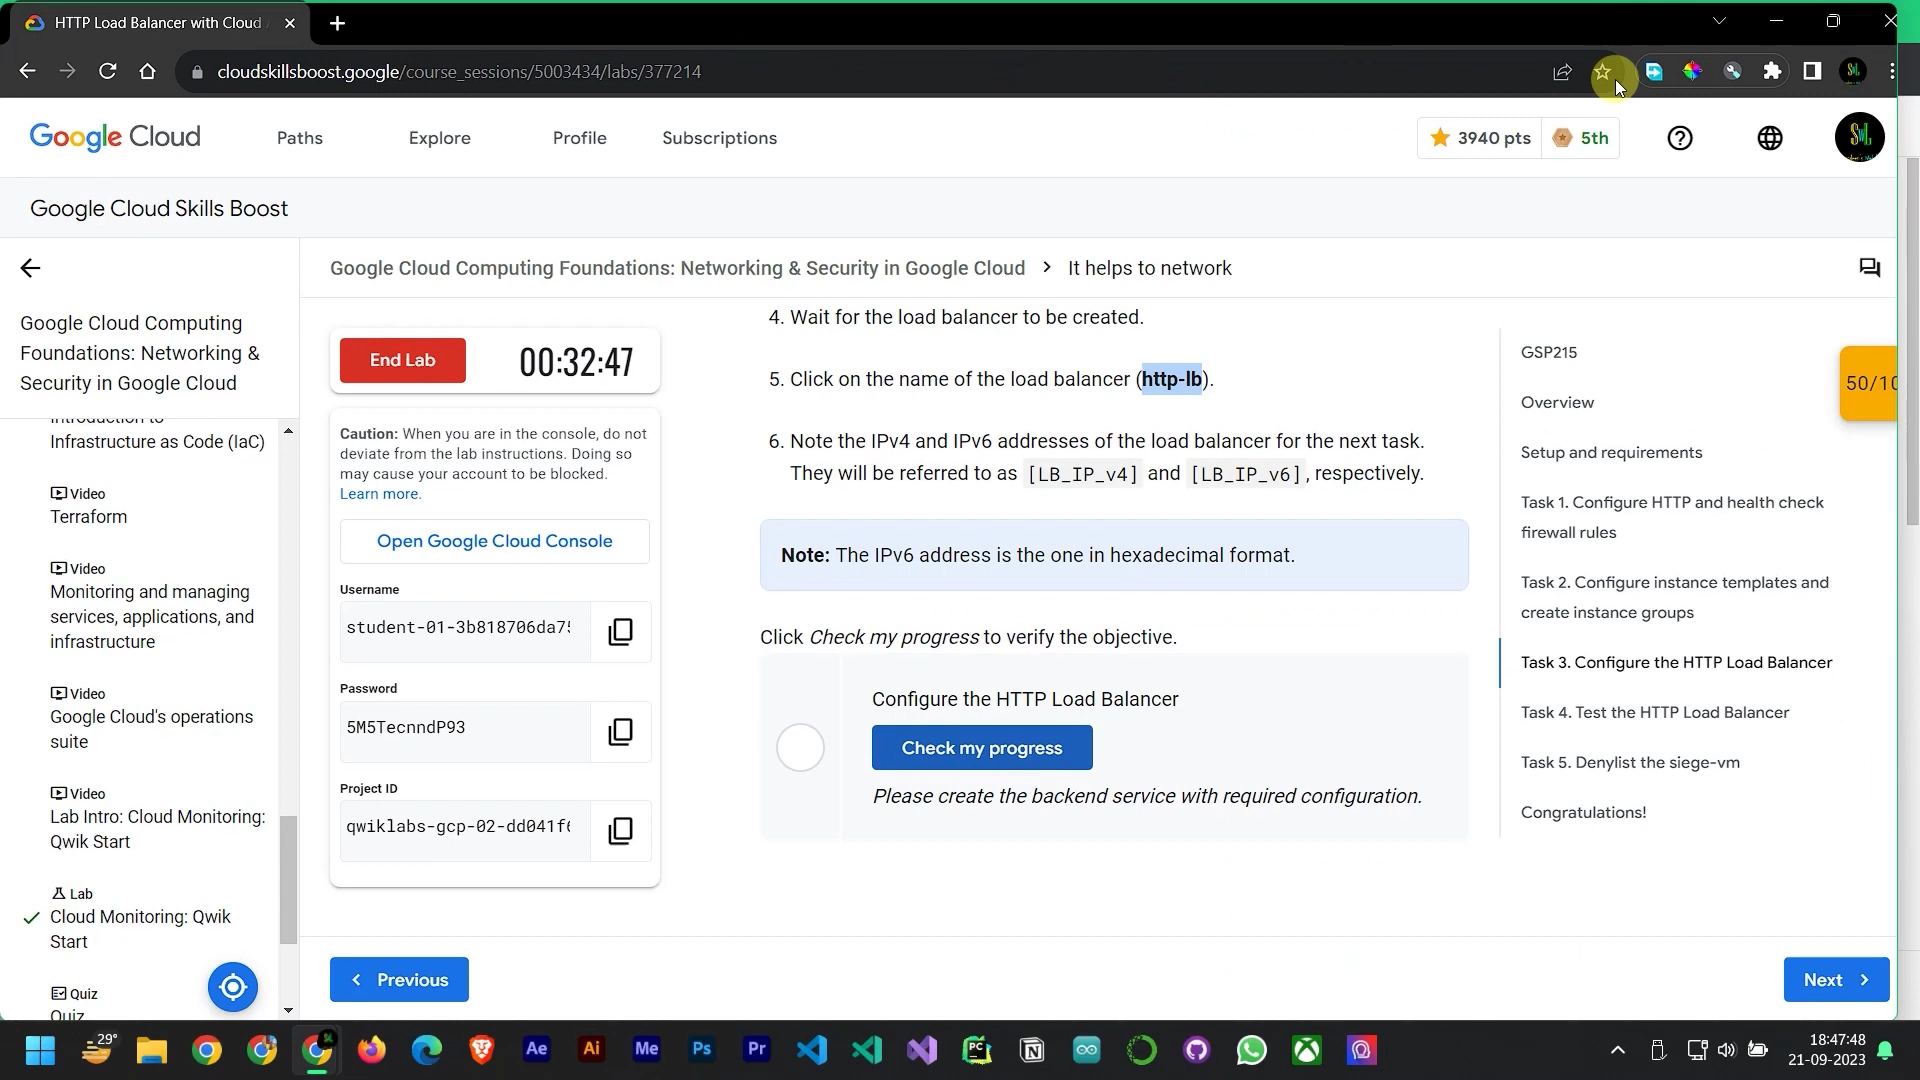 HTTP Load Balancer with Cloud
cloudskillsboost.google/course_sessions/5003434/labs/377214
Google Cloud
Paths
Explore
Profile
Subscriptions
3940 pts
5th
Google Cloud Skills Boost
Google Cloud Computing Foundations: Networking & Security in Google Cloud
It helps to network
Google Cloud Computing
Foundations: Networking &
Security in Google Cloud
Introduction to
Infrastructure as Code (IaC)
Video
Terraform
Video
Monitoring and managing
services, applications, and
infrastructure
Video
Google Cloud's operations
suite
Video
Lab Intro: Cloud Monitoring:
Qwik Start
Lab
Cloud Monitoring: Qwik
Start
Quiz
Quiz
End Lab
00:32:47
Caution: When you are in the console, do not
deviate from the lab instructions. Doing so
may cause your account to be blocked.
Learn more.
Open Google Cloud Console
Username
student-01-3b818706da75
Password
5M5TecnndP93
Project ID
qwiklabs-gcp-02-dd041f6
4. Wait for the load balancer to be created.
5. Click on the name of the load balancer (http-lb).
6. Note the IPv4 and IPv6 addresses of the load balancer for the next task.
They will be referred to as [LB_IP_v4] and [LB_IP_v6], respectively.
Note: The IPv6 address is the one in hexadecimal format.
Click Check my progress to verify the objective.
Configure the HTTP Load Balancer
Check my progress
Please create the backend service with required configuration.
GSP215
Overview
Setup and requirements
Task 1. Configure HTTP and health check
firewall rules
Task 2. Configure instance templates and
create instance groups
Task 3. Configure the HTTP Load Balancer
Task 4. Test the HTTP Load Balancer
Task 5. Denylist the siege-vm
Congratulations!
50/10
Previous
Next
29°
Ae
Ai
Me
Ps
Pr
PC
N
18:47:48
21-09-2023